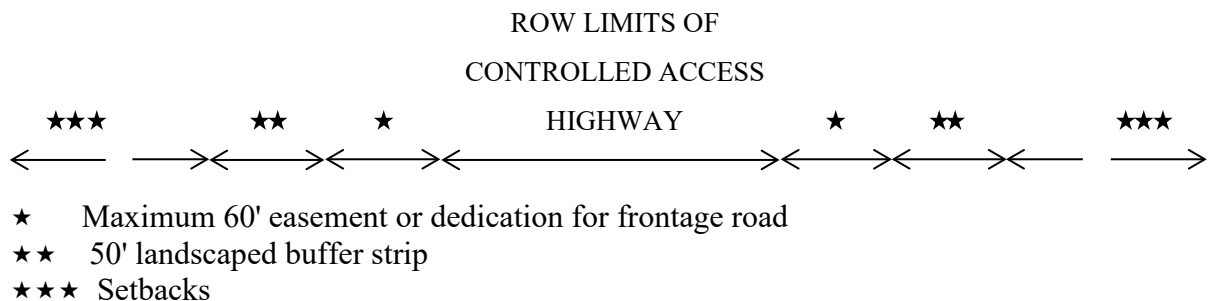 ROW LIMITS OF
CONTROLLED ACCESS
★★★ ★★ ★ HIGHWAY ★ ★★ ★★★
★ Maximum 60' easement or dedication for frontage road
★★ 50' landscaped buffer strip
★★★ Setbacks